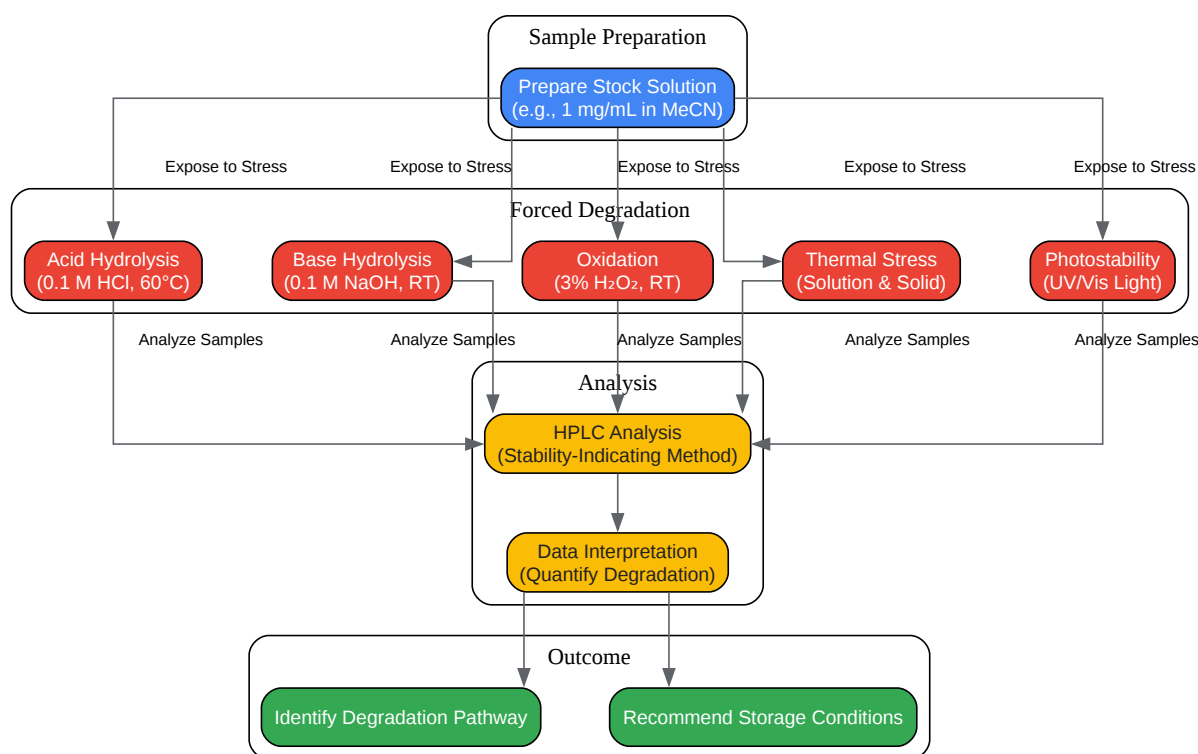 Sample Preparation
Prepare Stock Solution
(e.g., 1 mg/mL in MeCN)
Expose to Stress
Expose to Stress
Expose to Stress
Expose to Stress
Expose to Stress
Forced Degradation
Acid Hydrolysis
(0.1 M HCl, 60°C)
Base Hydrolysis
(0.1 M NaOH, RT)
Oxidation
(3% H₂O₂, RT)
Thermal Stress
(Solution & Solid)
Photostability
(UV/Vis Light)
Analyze Samples
Analyze Samples
Analyze Samples
Analyze Samples
Analyze Samples
Analysis
HPLC Analysis
(Stability-Indicating Method)
Data Interpretation
(Quantify Degradation)
Outcome
Identify Degradation Pathway
Recommend Storage Conditions